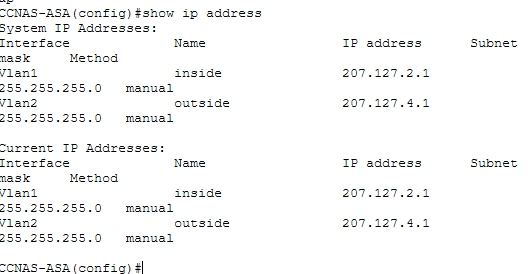 CCNAS-ASA(config)#show ip address
System IP Addresses:
Interface Name IP address Subnet
mask Method
Vlan1 inside 207.127.2.1
255.255.255.0 manual
Vlan2 outside 207.127.4.1
255.255.255.0 manual
Current IP Addresses:
Interface Name IP address Subnet
mask Method
Vlan1 inside 207.127.2.1
255.255.255.0 manual
Vlan2 outside 207.127.4.1
255.255.255.0 manual
CCNAS-ASA(config)#